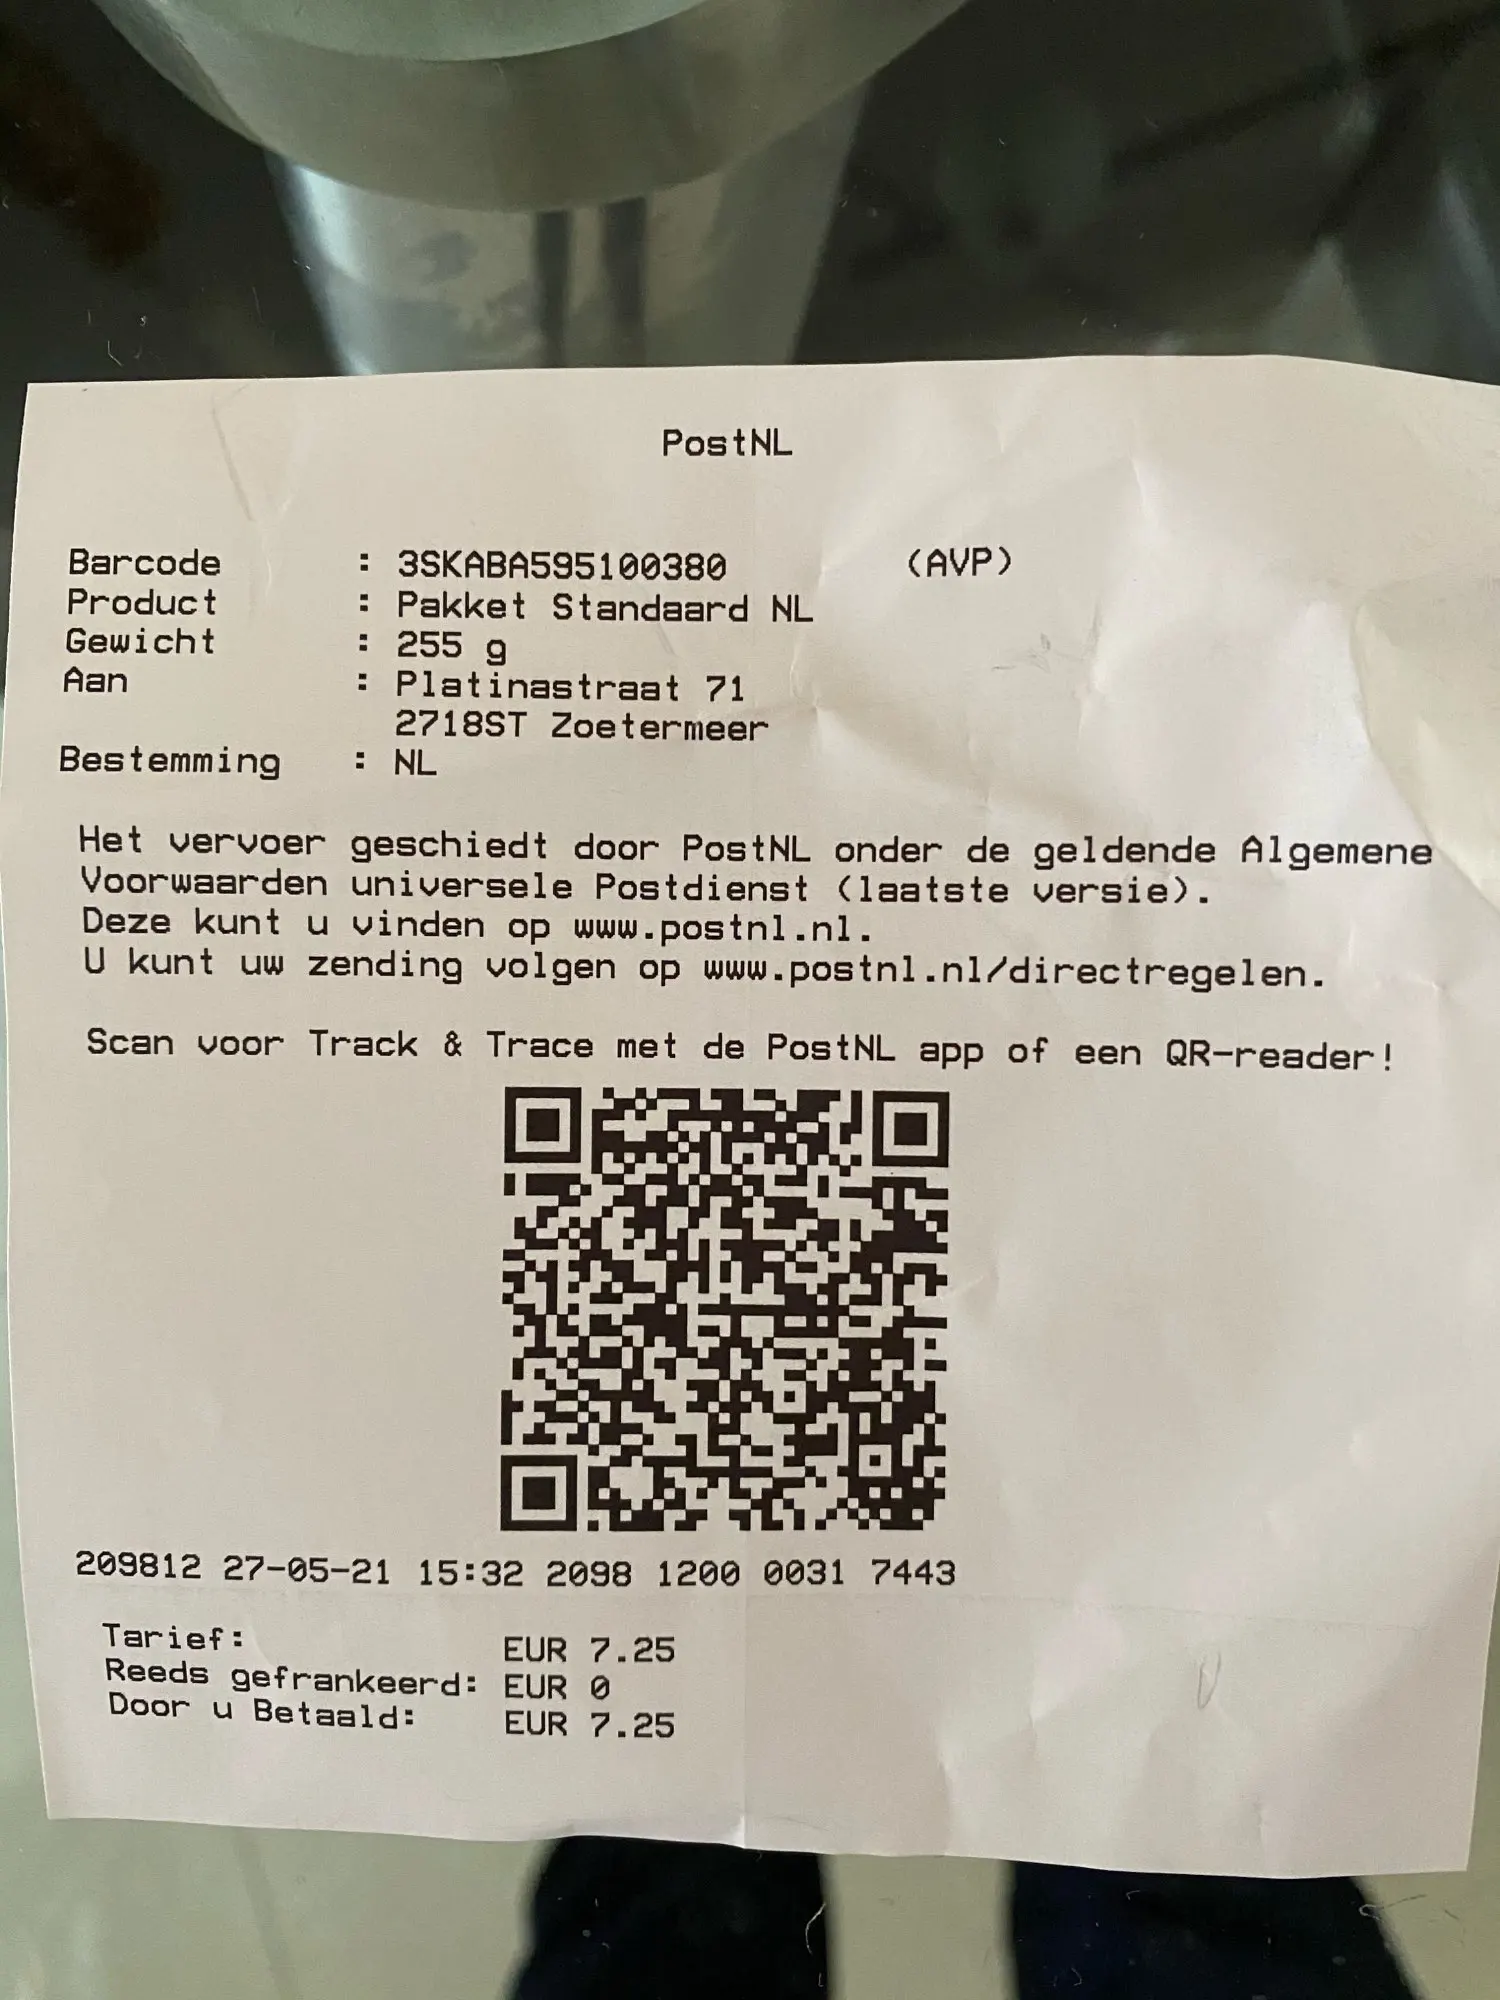 PostNL
Barcode : 3SKABA595100380 (AVP)
Product : Pakket Standaard NL
Gewicht : 255 g
Aan : Platinastraat 71
2718ST Zoetermeer
Bestemming : NL
Het vervoer geschiedt door PostNL onder de geldende Algemene
Voorwaarden universele Postdienst (laatste versie).
Deze kunt u vinden op www.postnl.nl.
U kunt uw zending volgen op www.postnl.nl/directregelen.
Scan voor Track & Trace met de PostNL app of een QR-reader!
209812 27-05-21 15:32 2098 1200 0031 7443
Tarief: EUR 7.25
Reeds gefrankeerd: EUR 0
Door u Betaald: EUR 7.25